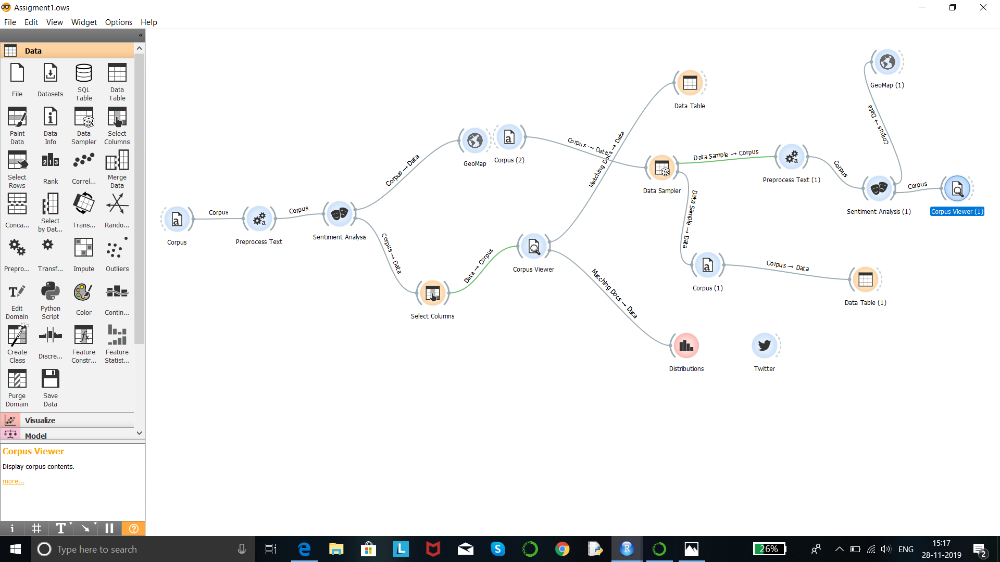 Assigment1.ows
File Edit View Widget Options Help
«
Data
File
Datasets
SQL
Table
Data
Table
Paint
Data
Data
Info
Data
Sampler
Select
Columns
Select
Rows
Rank
Correl...
Merge
Data
Conca...
Select
by Dat...
Trans...
Rando...
Prepro...
Transf...
Impute
Outliers
Edit
Domain
Python
Script
Color
Contin...
Create
Class
Discre...
Feature
Constr...
Feature
Statist...
Purge
Domain
Save
Data
Visualize
Model
Corpus Viewer
Display corpus contents.
more...
Corpus
Corpus
Preprocess Text
Corpus
Sentiment Analysis
Corpus → Data
Corpus → Data
GeoMap
Corpus (2)
Select Columns
Data → Corpus
Corpus Viewer
Corpus → Data
Matching Docs → Data
Matching Docs → Data
Data Table
Data Sampler
Data Sample → Corpus
Data Sample → Data
Preprocess Text (1)
Corpus
Sentiment Analysis (1)
Corpus → Data
GeoMap (1)
Corpus
Corpus Viewer (1)
Corpus (1)
Corpus → Data
Data Table (1)
Distributions
Twitter
Type here to search
26%
ENG
15:17
28-11-2019
2